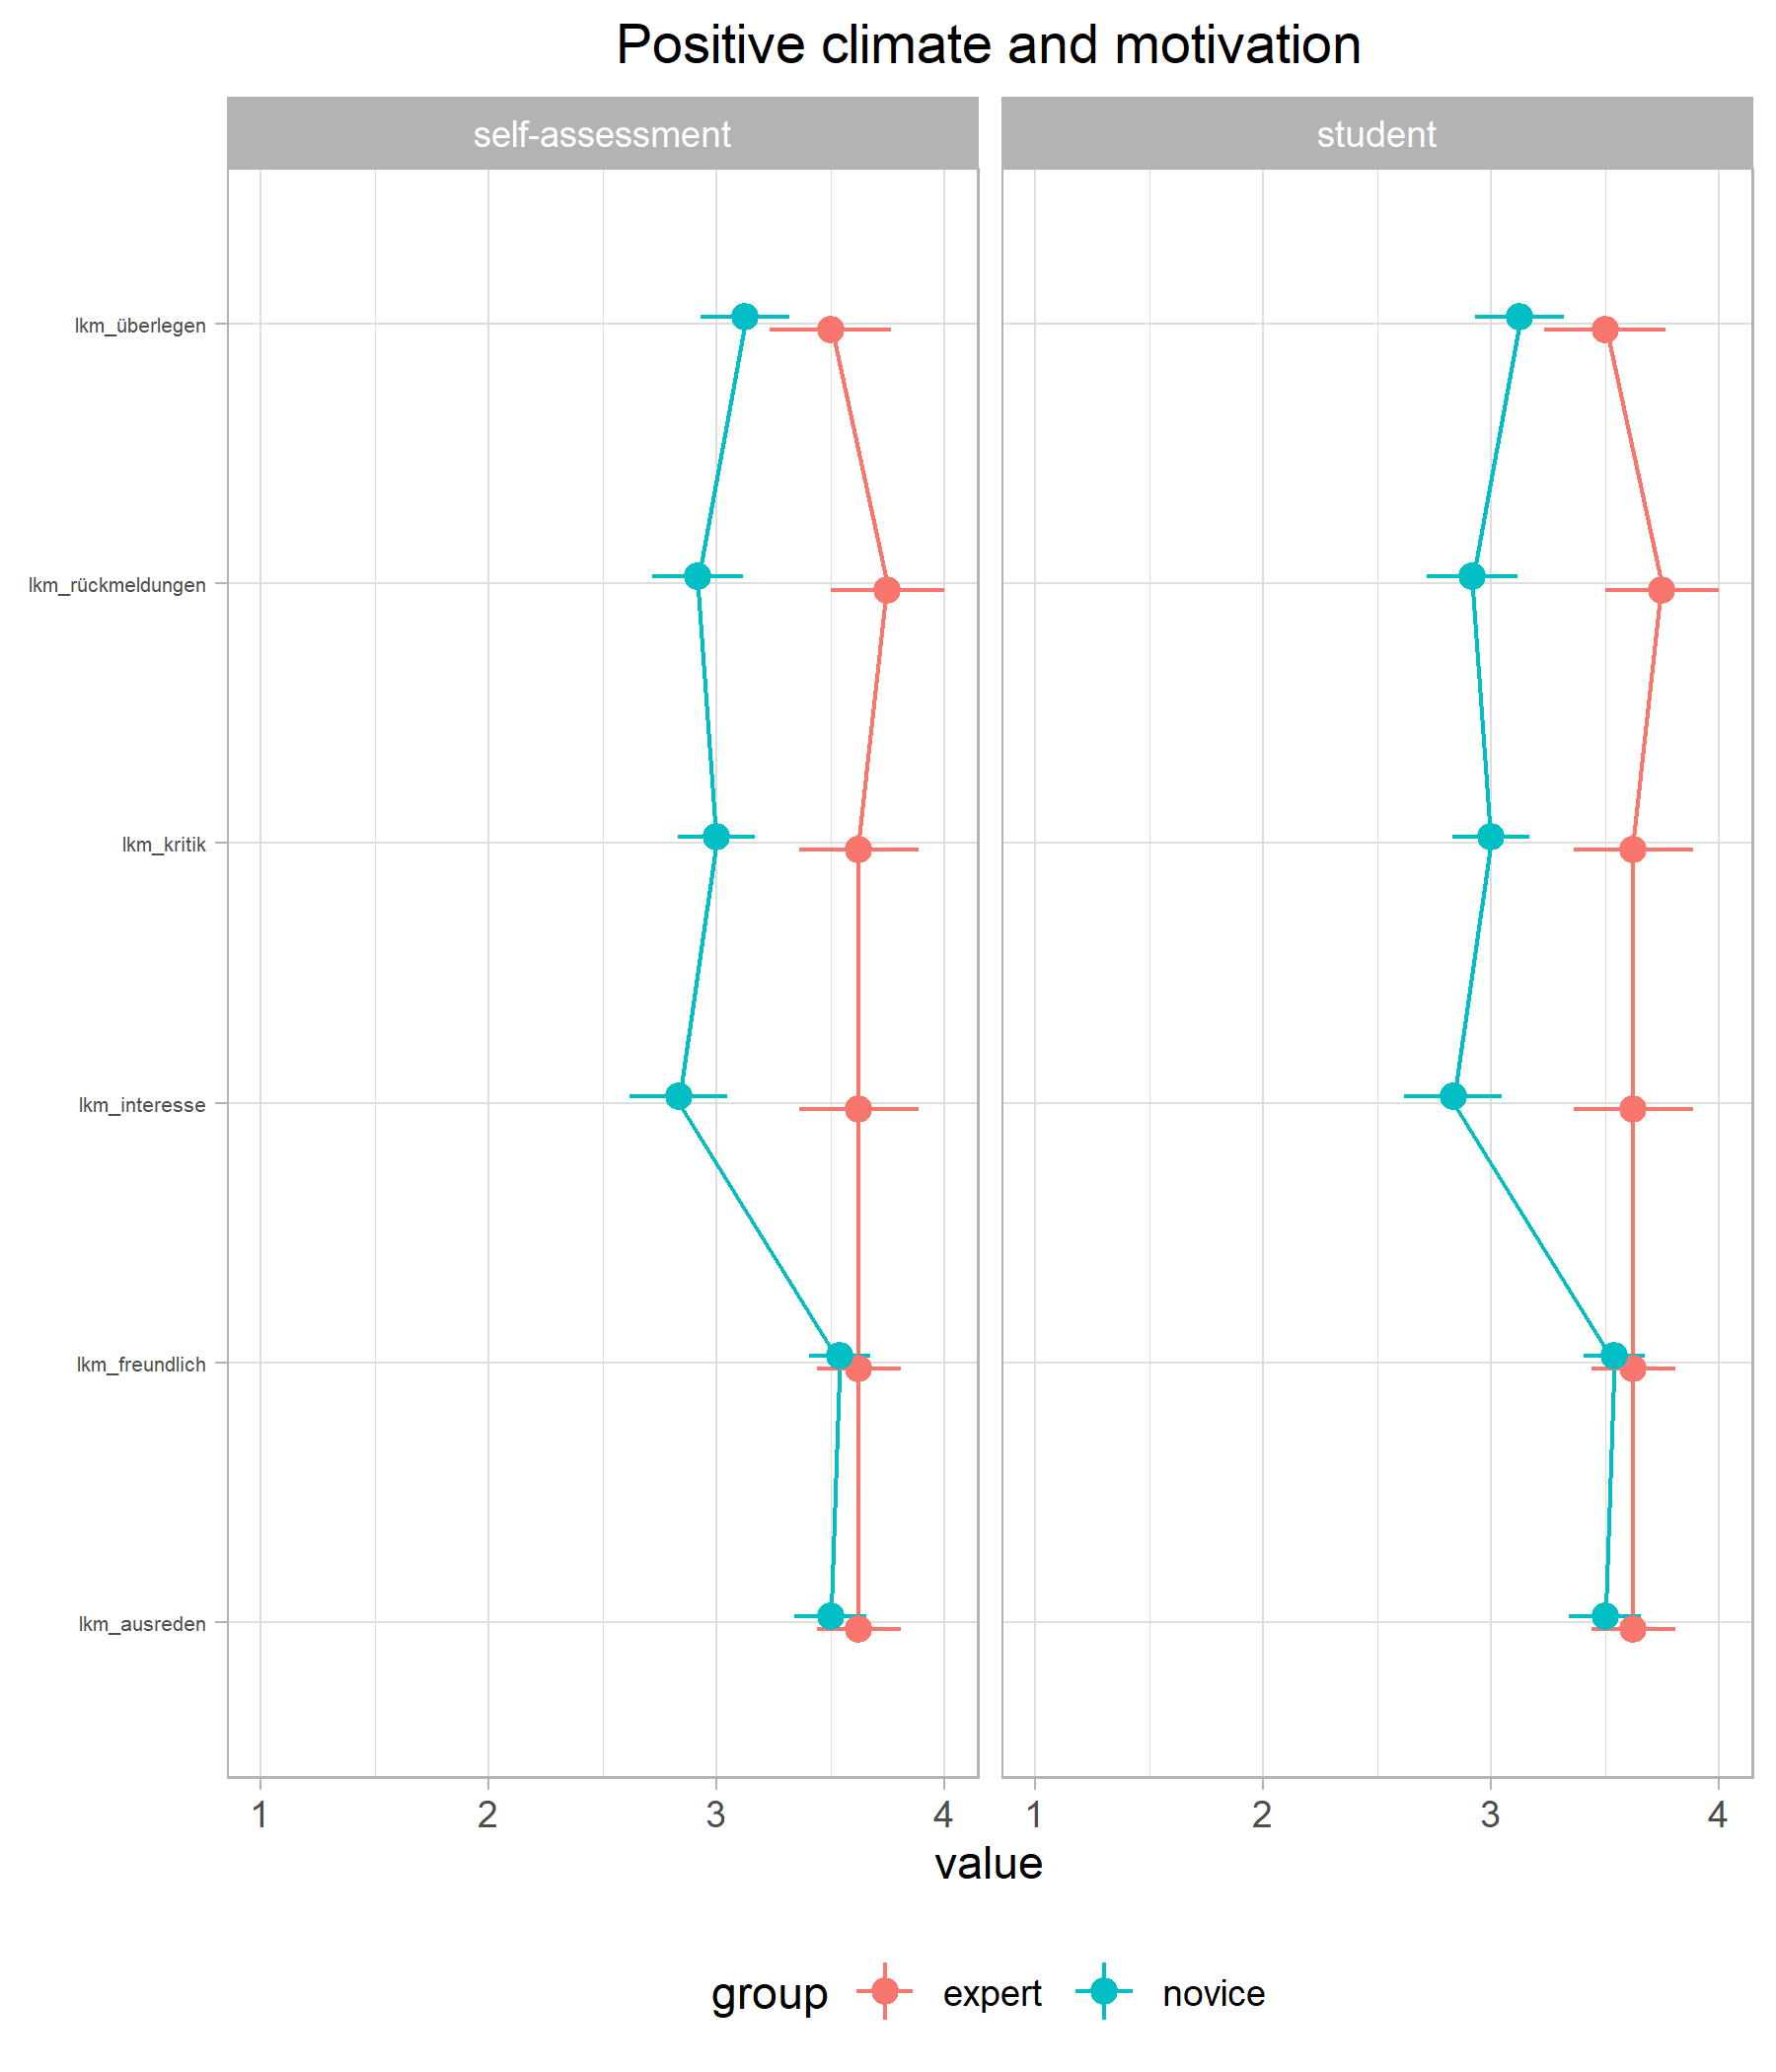 Positive climate and motivation
self-assessment
student
lkm_überlegen
lkm_rückmeldungen
lkm_kritik
lkm_interesse
lkm_freundlich
lkm_ausreden
1 2 3 4 1 2 3 4
value
group expert novice